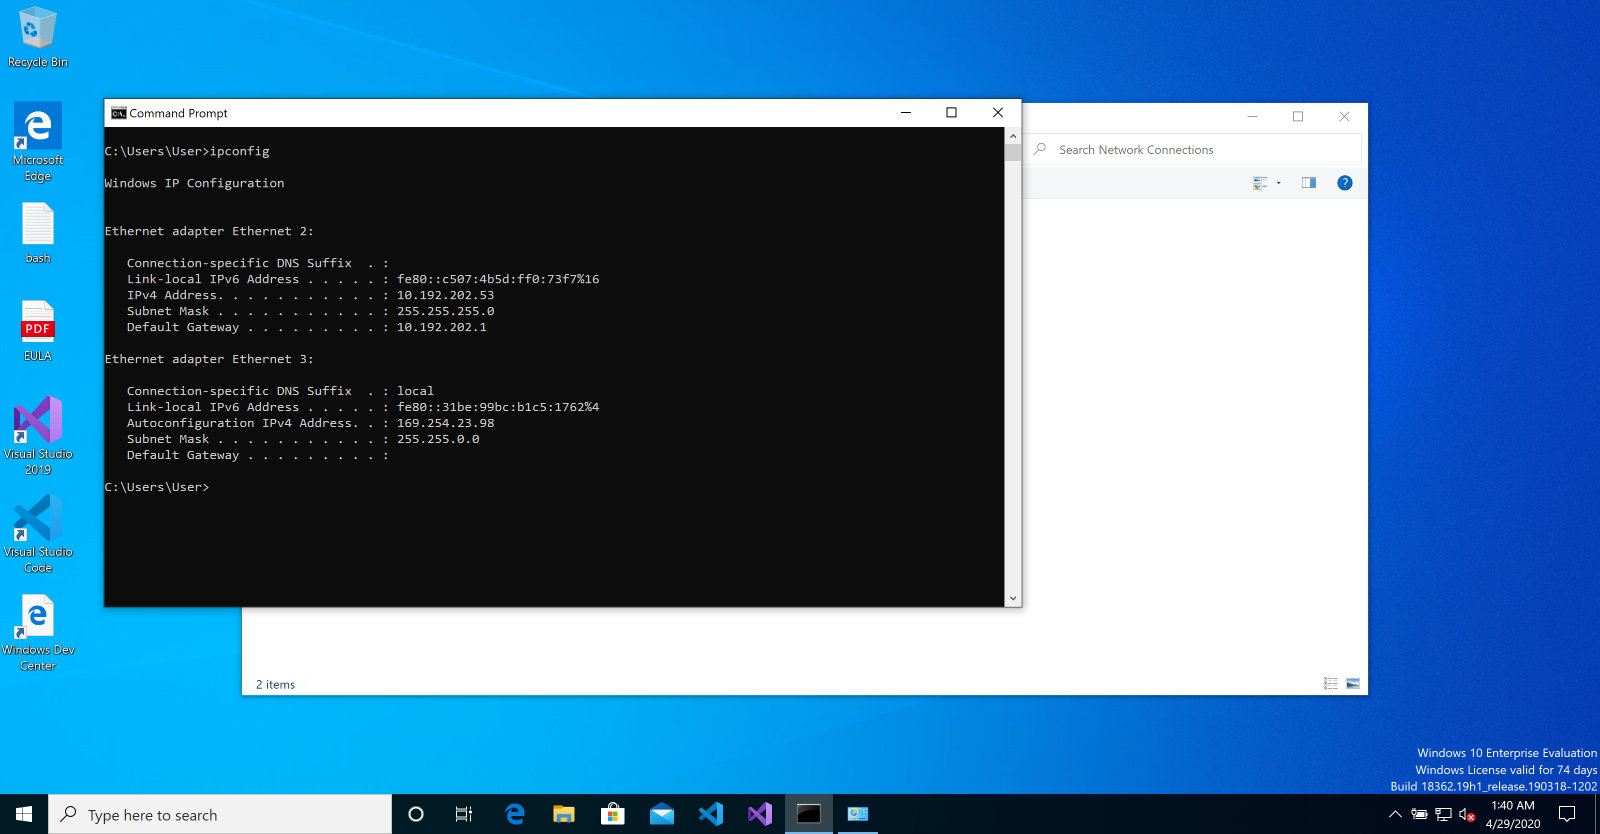 Recycle Bin
Microsoft
Edge
bash
PDF
EULA
Visual Studio
2019
Visual Studio
Code
Windows Dev
Center
Command Prompt
C:\Users\User>ipconfig
Windows IP Configuration
Ethernet adapter Ethernet 2:
Connection-specific DNS Suffix  . :
Link-local IPv6 Address . . . . . : fe80::c507:4b5d:ff0:73f7%16
IPv4 Address. . . . . . . . . . . : 10.192.202.53
Subnet Mask . . . . . . . . . . . : 255.255.255.0
Default Gateway . . . . . . . . . : 10.192.202.1
Ethernet adapter Ethernet 3:
Connection-specific DNS Suffix  . : local
Link-local IPv6 Address . . . . . : fe80::31be:99bc:b1c5:1762%4
Autoconfiguration IPv4 Address. . : 169.254.23.98
Subnet Mask . . . . . . . . . . . : 255.255.0.0
Default Gateway . . . . . . . . . :
C:\Users\User>
Search Network Connections
2 items
Windows 10 Enterprise Evaluation
Windows License valid for 74 days
Build 18362.19h1_release.190318-1202
Type here to search
1:40 AM
4/29/2020